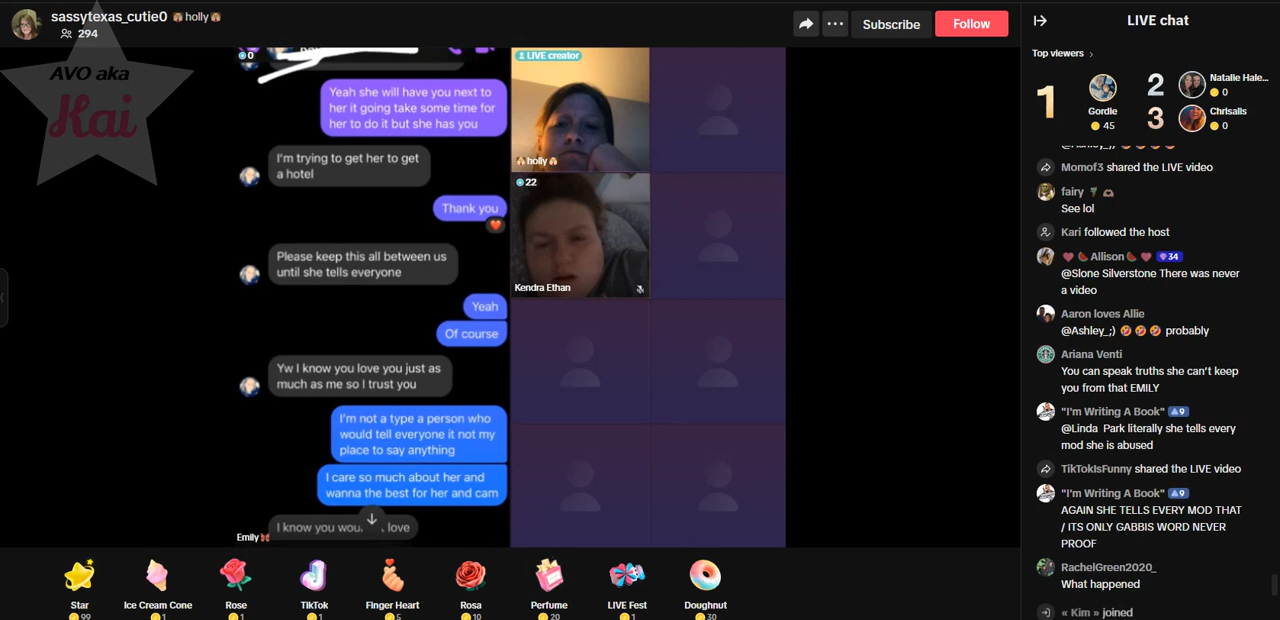 sassytexas_cutie0 🙈holly🙈
294
Subscribe
Follow
LIVE chat
AVO aka
Kai
0
Yeah she will have you next to
her it going take some time for
her to do it but she has you
I'm trying to get her to get
a hotel
Thank you
Please keep this all between us
until she tells everyone
Yeah
Of course
Yw I know you love you just as
much as me so I trust you
I'm not a type a person who
would tell everyone it not my
place to say anything
I care so much about her and
wanna the best for her and cam
I know you wou. , love
Emily
LIVE creator
holly
22
Kendra Ethan
Top viewers
1
Gordie
45
2
Natalie Hale...
0
3
Chrisalls
0
Momof3 shared the LIVE video
fairy
See lol
Kari followed the host
Allison 34
@Slone Silverstone There was never
a video
Aaron loves Allie
@Ashley_;) 🤣 🤣 🤣 probably
Ariana Venti
You can speak truths she can't keep
you from that EMILY
"I'm Writing A Book" 9
@Linda Park literally she tells every
mod she is abused
TikTokIsFunny shared the LIVE video
"I'm Writing A Book" 9
AGAIN SHE TELLS EVERY MOD THAT
/ ITS ONLY GABBIS WORD NEVER
PROOF
RachelGreen2020_
What happened
« Kim » joined
Star
99
Ice Cream Cone
1
Rose
1
TikTok
1
Finger Heart
5
Rosa
10
Perfume
20
LIVE Fest
1
Doughnut
30